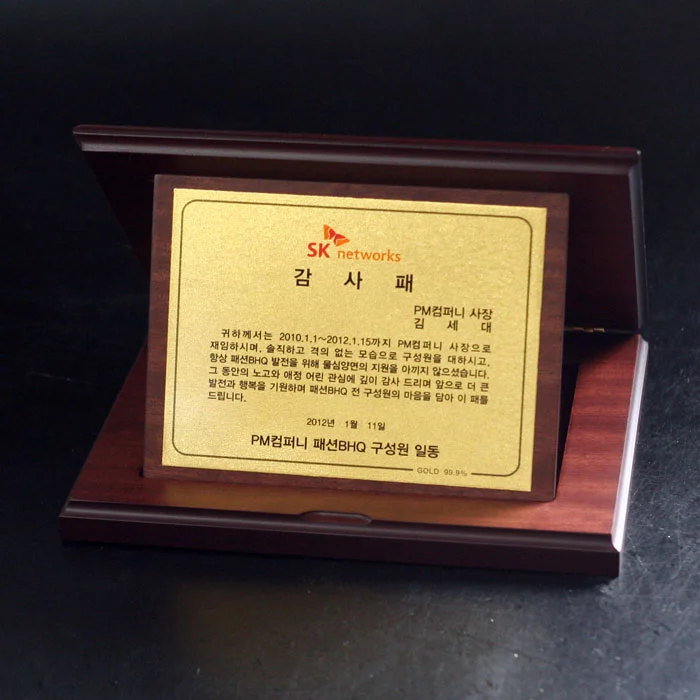 SK networks
감 사 패
PM컴퍼니 사장
김 세 대
귀하께서는 2010.1.1~2012.1.15까지 PM컴퍼니 사장으로
재임하시며, 솔직하고 격의 없는 모습으로 구성원을 대하시고,
항상 패션BHQ 발전을 위해 물심양면의 지원을 아끼지 않으셨습니다.
그 동안의 노고와 애정 어린 관심에 깊이 감사 드리며 앞으로 더 큰
발전과 행복을 기원하며 패션BHQ 전 구성원의 마음을 담아 이 패를
드립니다.
2012년 1월 11일
PM컴퍼니 패션BHQ 구성원 일동
GOLD 99.9%